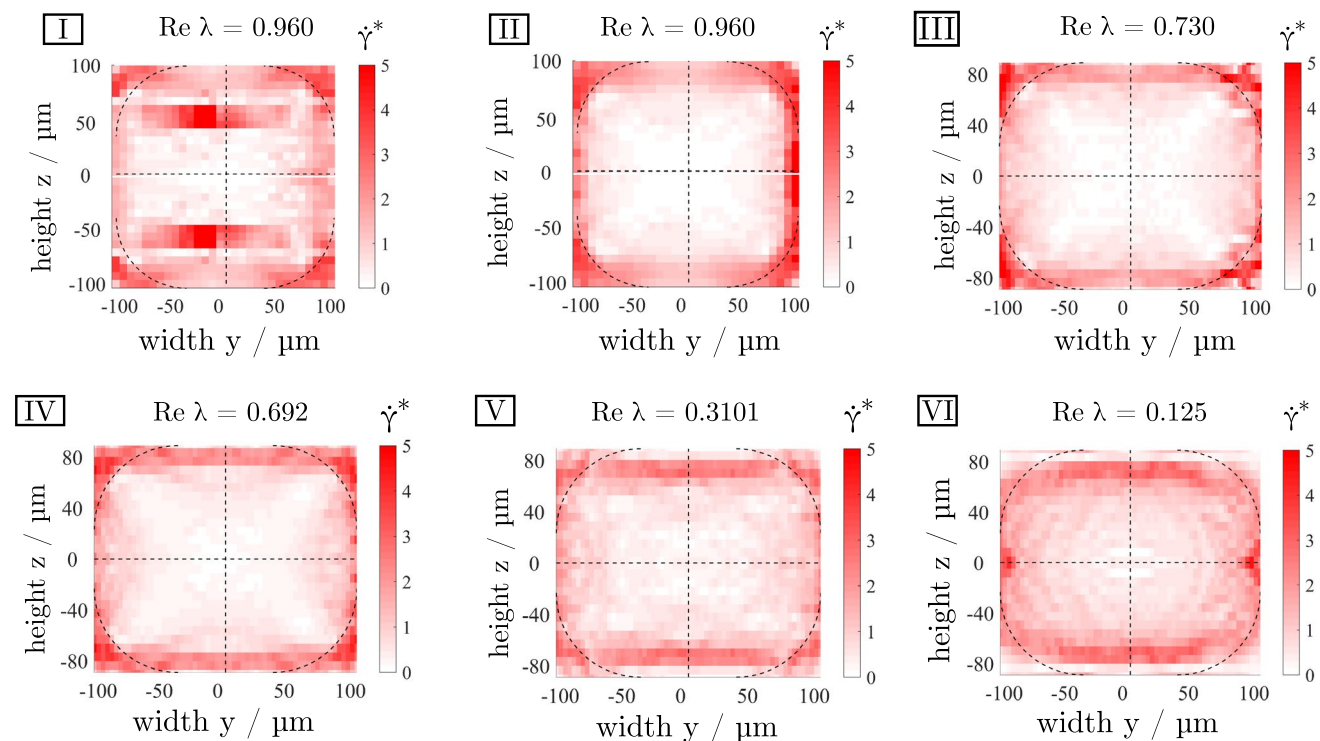 I Re λ = 0.960 γ̇*
II Re λ = 0.960 γ̇*
III Re λ = 0.730 γ̇*
height z / µm
100
50
0
-50
-100
-100 -50 0 50 100
width y / µm
5
4
3
2
1
0
height z / µm
100
50
0
-50
-100
-100 -50 0 50 100
width y / µm
5
4
3
2
1
0
height z / µm
80
40
0
-40
-80
-100 -50 0 50 100
width y / µm
5
4
3
2
1
0
IV Re λ = 0.692 γ̇*
V Re λ = 0.3101 γ̇*
VI Re λ = 0.125 γ̇*
height z / µm
80
40
0
-40
-80
-100 -50 0 50 100
width y / µm
5
4
3
2
1
0
height z / µm
80
40
0
-40
-80
-100 -50 0 50 100
width y / µm
5
4
3
2
1
0
height z / µm
80
40
0
-40
-80
-100 -50 0 50 100
width y / µm
5
4
3
2
1
0